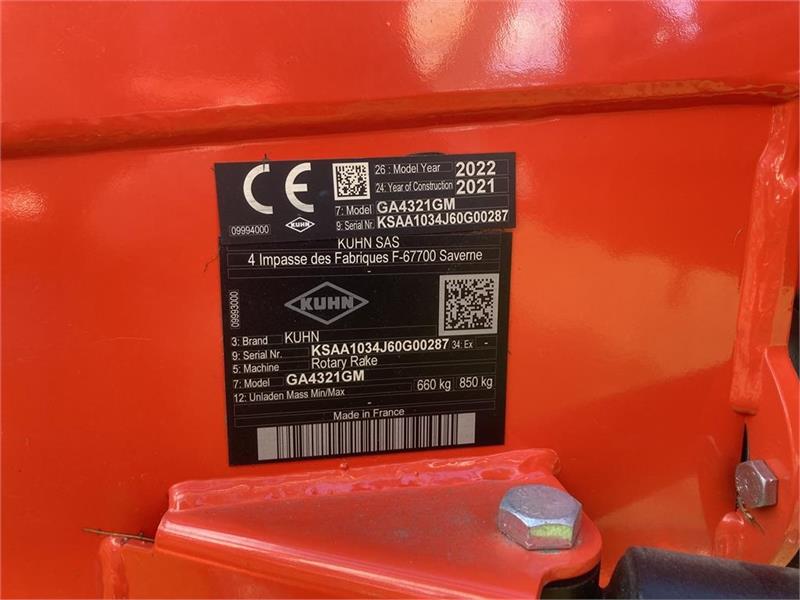 CE
26: Model Year 2022
24: Year of Construction 2021
7: Model GA4321GM
09994000 KUHN 9: Serial Nr. KSAA1034J60G00287
KUHN SAS
4 Impasse des Fabriques F-67700 Saverne
-
KUHN
09993000
3: Brand KUHN
9: Serial Nr. KSAA1034J60G00287 34: Ex -
5: Machine Rotary Rake
7: Model GA4321GM
12: Unladen Mass Min/Max 660 kg 850 kg
-
Made in France